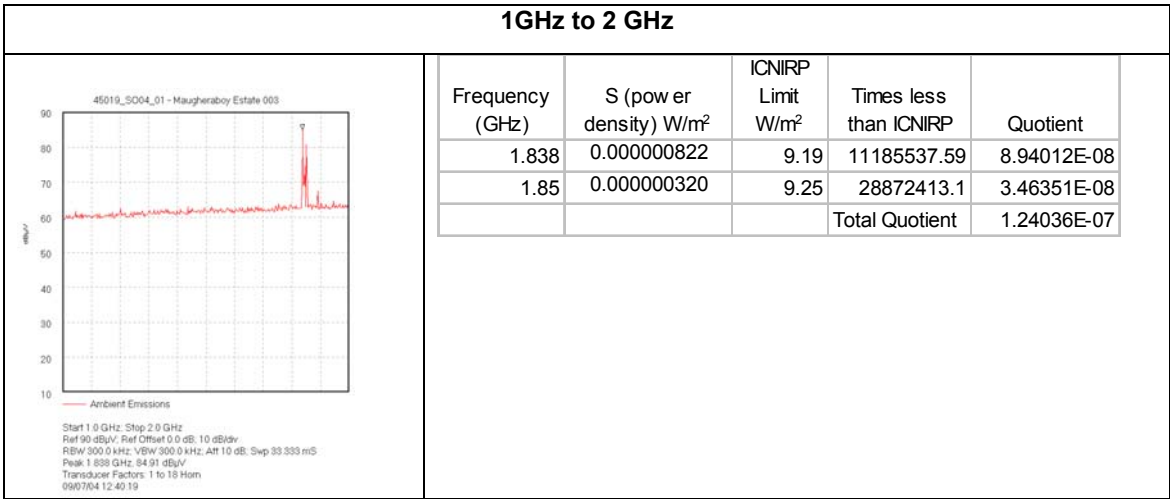 1GHz to 2 GHz
45019_SO04_01 - Maugheraboy Estate 003
90
80
70
60
50
40
30
20
10
dBµV
Ambient Emissions
Start 1.0 GHz; Stop 2.0 GHz
Ref 90 dBµV; Ref Offset 0.0 dB; 10 dB/div
RBW 300.0 kHz; VBW 300.0 kHz; Att 10 dB; Swp 33.333 mS
Peak 1.838 GHz, 84.91 dBµV
Transducer Factors: 1 to 18 Horn
09/07/04 12:40:19
Frequency (GHz) S (pow er density) W/m² ICNIRP Limit W/m² Times less than ICNIRP Quotient
1.838 0.000000822 9.19 11185537.59 8.94012E-08
1.85 0.000000320 9.25 28872413.1 3.46351E-08
Total Quotient 1.24036E-07